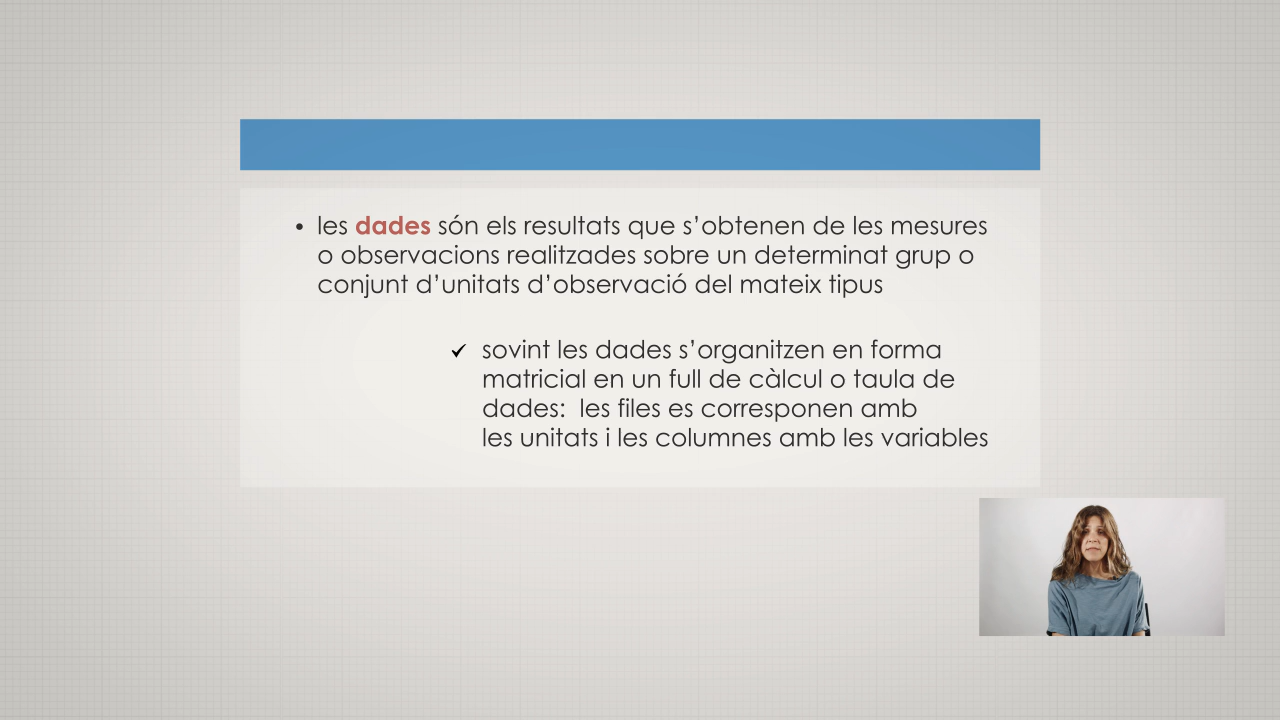 • les dades són els resultats que s’obtenen de les mesures
o observacions realitzades sobre un determinat grup o
conjunt d’unitats d’observació del mateix tipus
✓ sovint les dades s’organitzen en forma
matricial en un full de càlcul o taula de
dades: les files es corresponen amb
les unitats i les columnes amb les variables